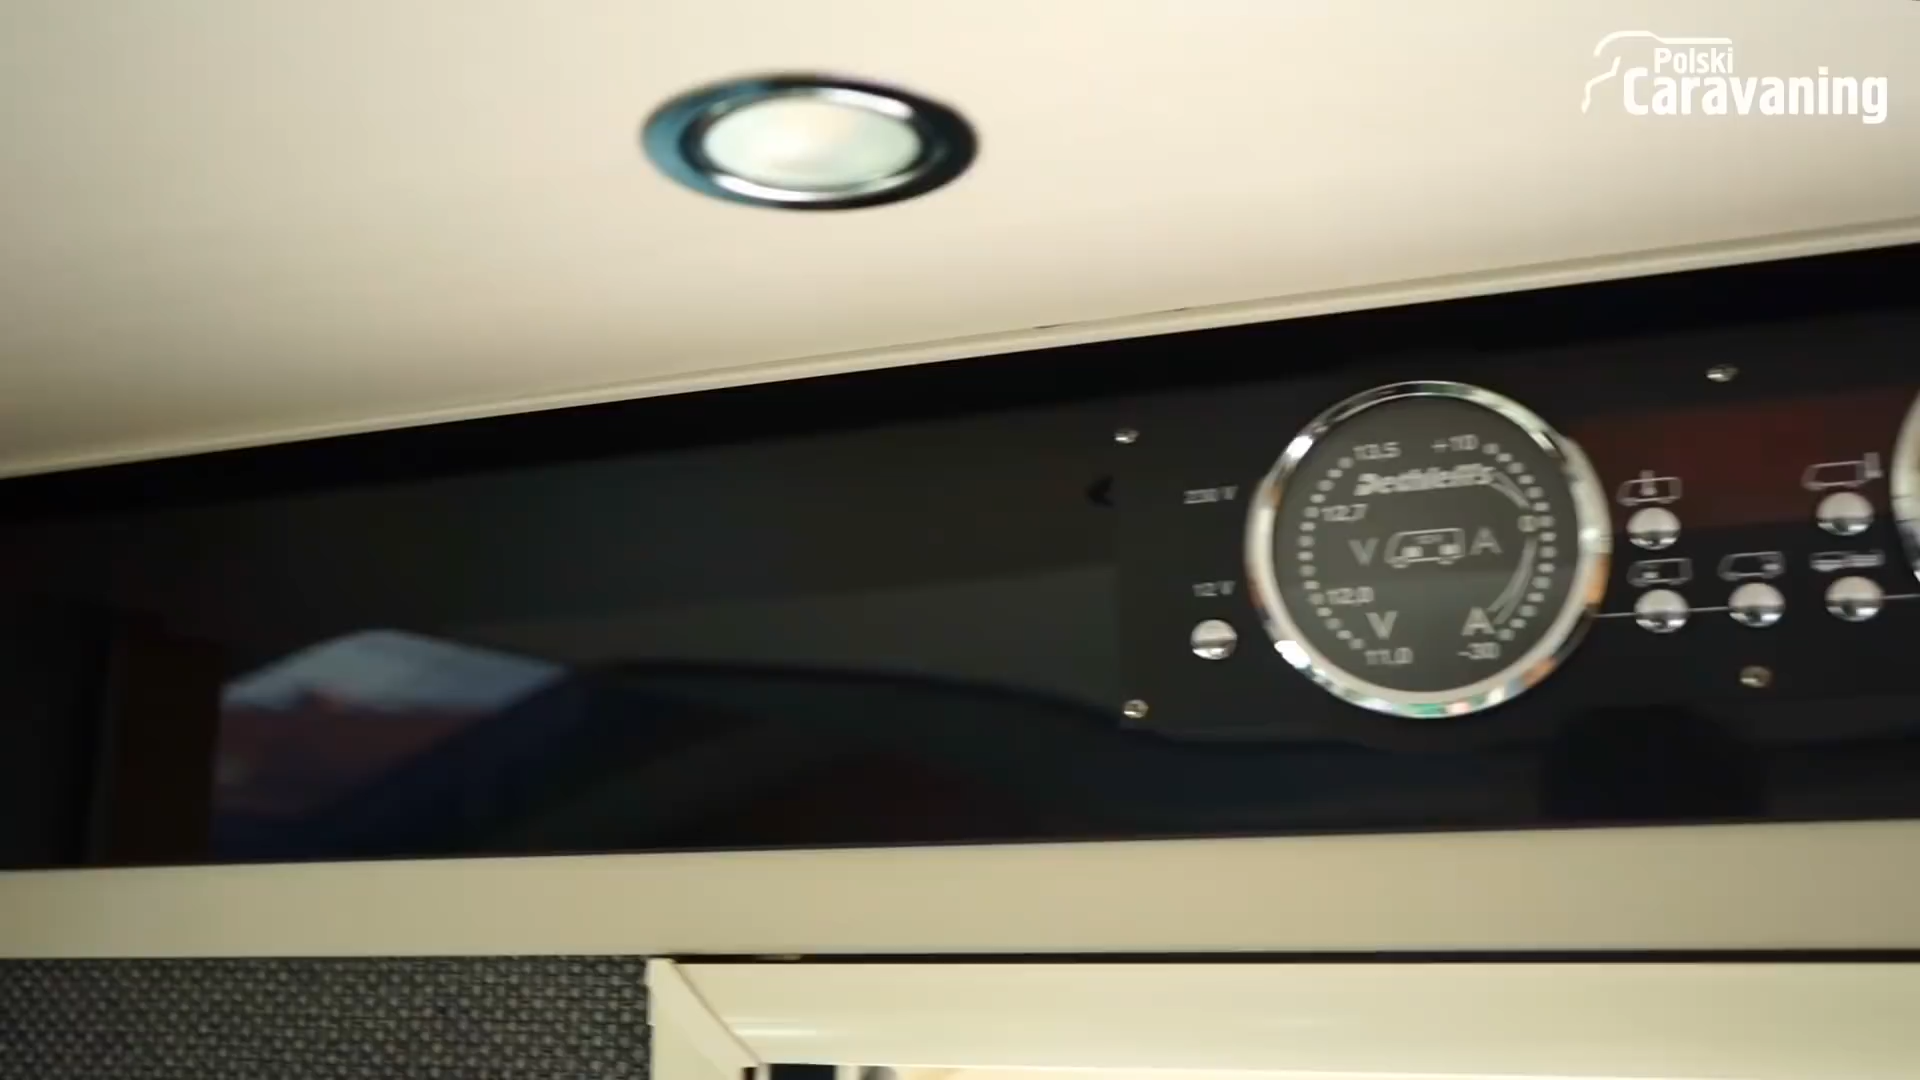 Polski
Caravaning
13,5 +10
Dethleffs
230 V
12,7
0
V A
12 V
12,0
V A
11,0 -30